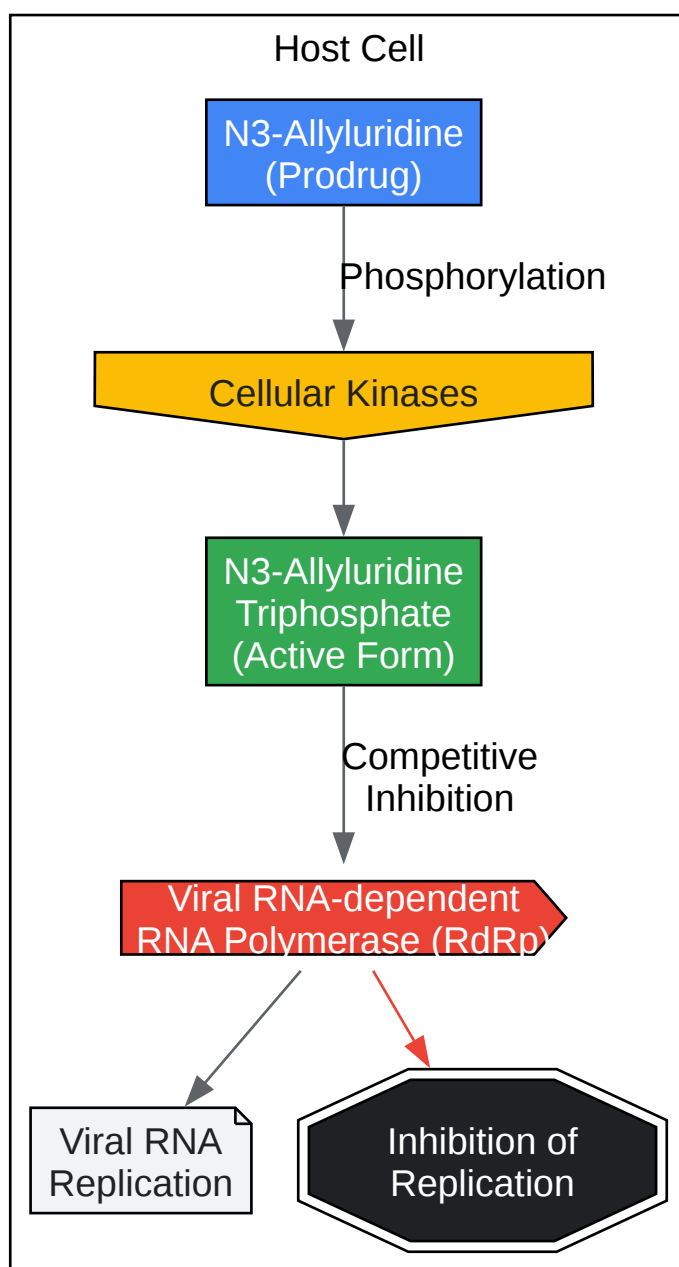 Host Cell
N3-Allyluridine
(Prodrug)
Phosphorylation
Cellular Kinases
N3-Allyluridine
Triphosphate
(Active Form)
Competitive
Inhibition
Viral RNA-dependent
RNA Polymerase (RdRp)
Viral RNA
Replication
Inhibition of
Replication